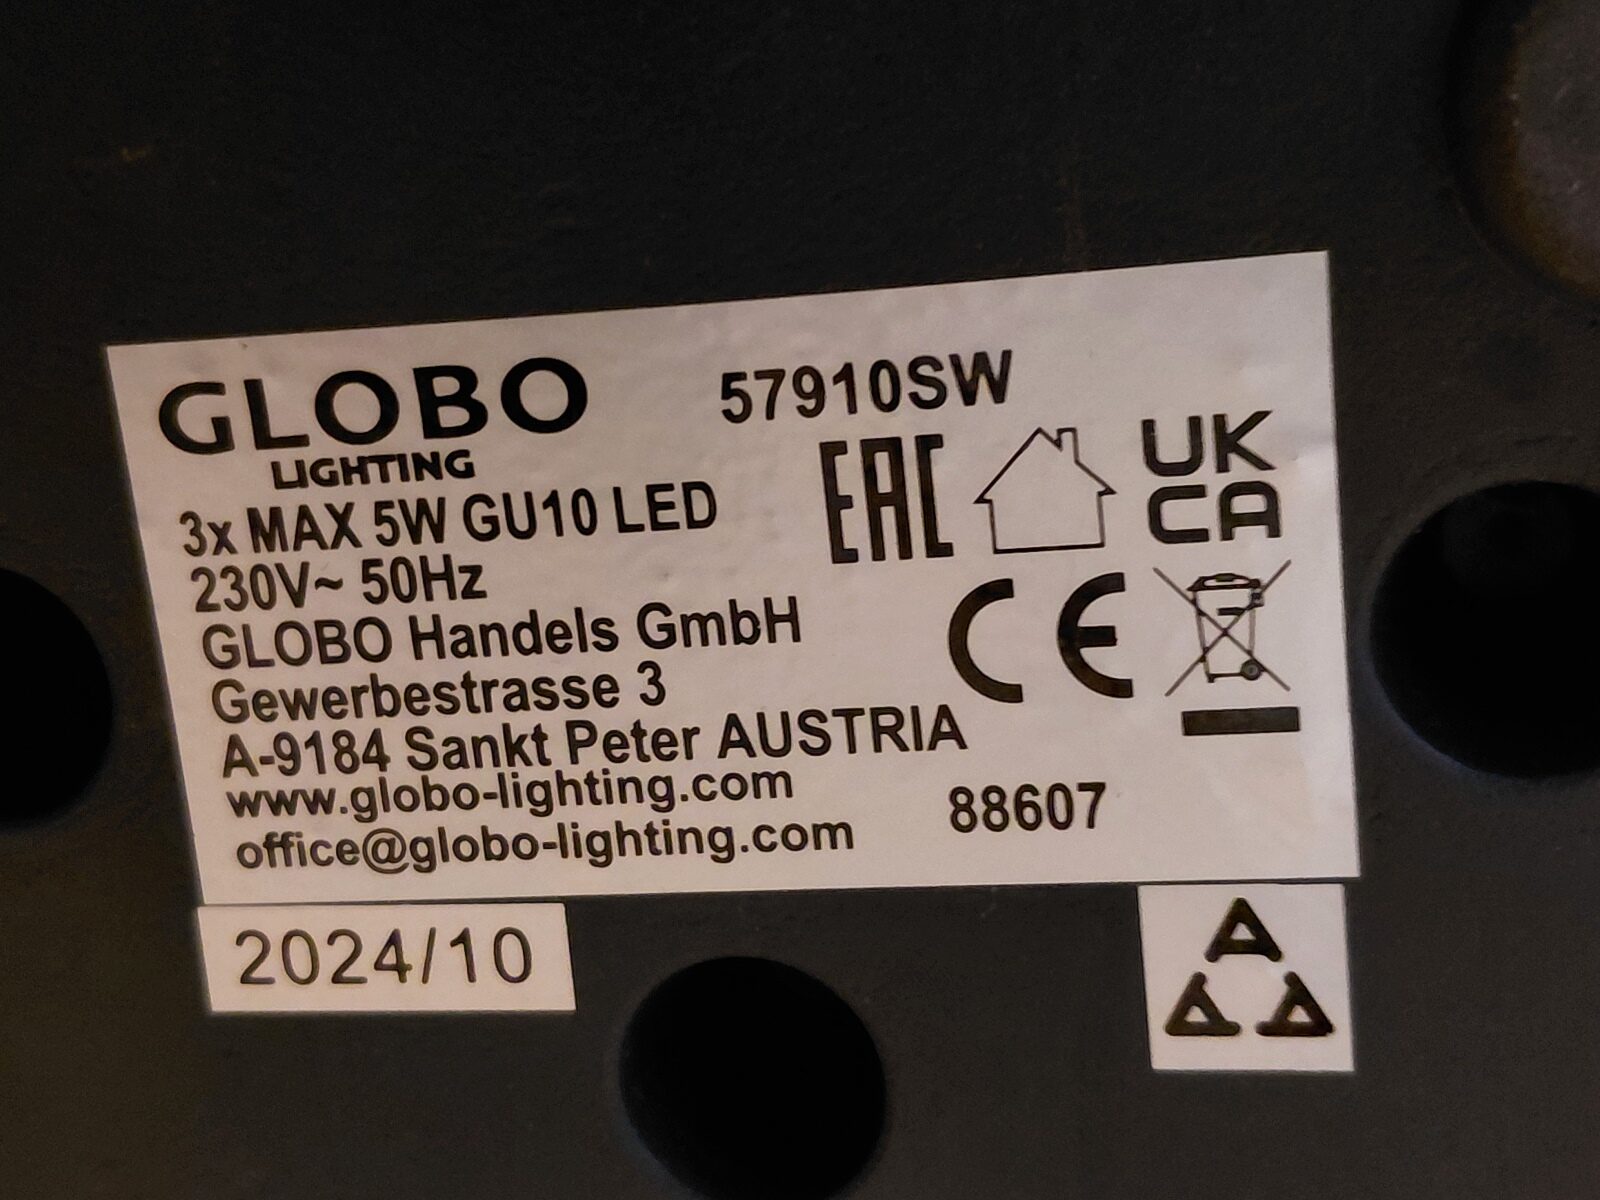 GLOBO
LIGHTING
57910SW
3x MAX 5W GU10 LED
230V~ 50Hz
GLOBO Handels GmbH
Gewerbestrasse 3
A-9184 Sankt Peter AUSTRIA
www.globo-lighting.com
office@globo-lighting.com
EAC
UK
CA
CE
88607
2024/10